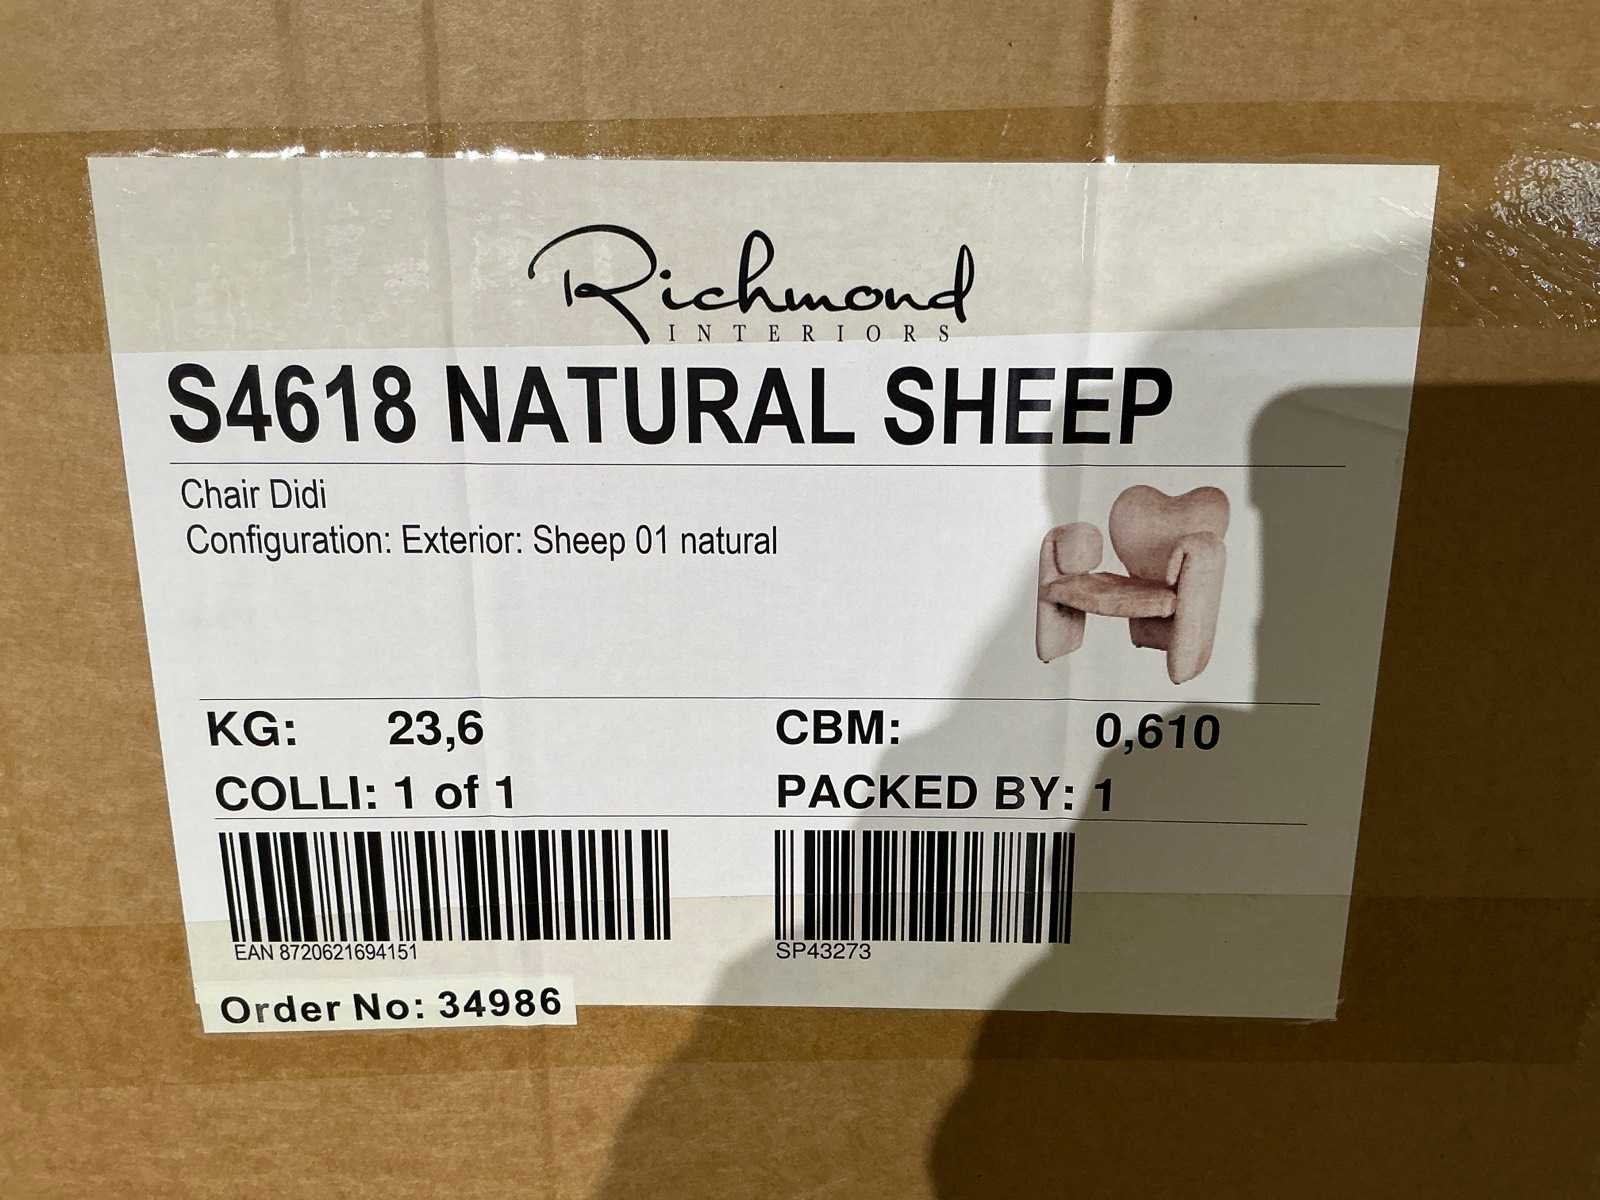 Richmond
INTERIORS
S4618 NATURAL SHEEP
Chair Didi
Configuration: Exterior: Sheep 01 natural
KG: 23,6 CBM: 0,610
COLLI: 1 of 1 PACKED BY: 1
EAN 8720621694151 SP43273
Order No: 34986